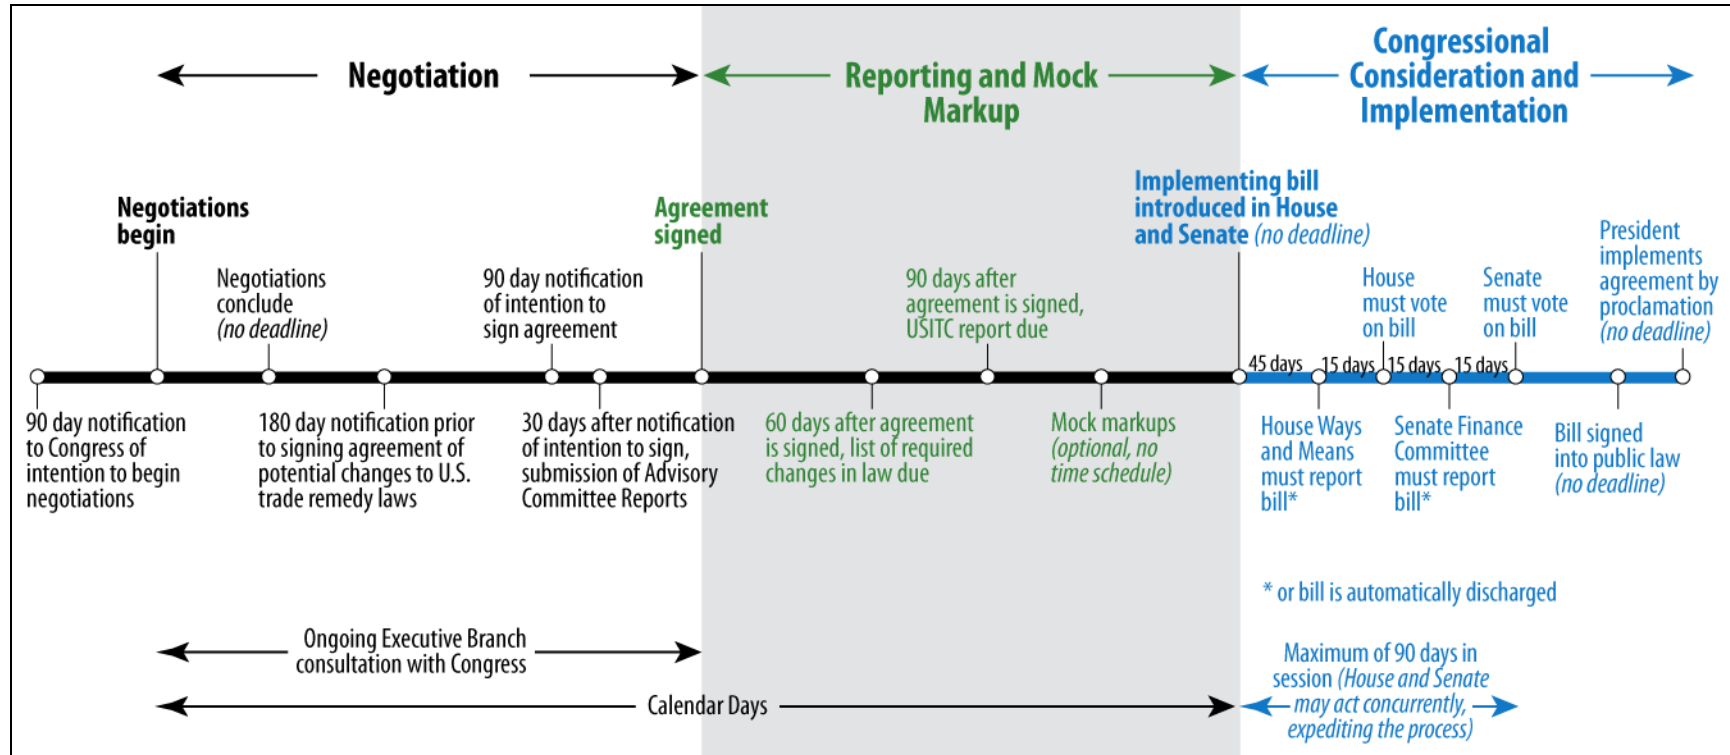 Negotiation
Reporting and Mock
Markup
Congressional
Consideration and
Implementation
Negotiations
begin
Agreement
signed
Implementing bill
introduced in House
and Senate (no deadline)
Negotiations
conclude
(no deadline)
90 day notification
of intention to
sign agreement
90 days after
agreement is signed,
USITC report due
House
must vote
on bill
Senate
must vote
on bill
President
implements
agreement by
proclamation
(no deadline)
45 days
15 days
15 days
15 days
90 day notification
to Congress of
intention to begin
negotiations
180 day notification prior
to signing agreement of
potential changes to U.S.
trade remedy laws
30 days after notification
of intention to sign,
submission of Advisory
Committee Reports
60 days after agreement
is signed, list of required
changes in law due
Mock markups
(optional, no
time schedule)
House Ways
and Means
must report
bill*
Senate Finance
Committee
must report
bill*
Bill signed
into public law
(no deadline)
* or bill is automatically discharged
Ongoing Executive Branch
consultation with Congress
Calendar Days
Maximum of 90 days in
session (House and Senate
may act concurrently,
expediting the process)